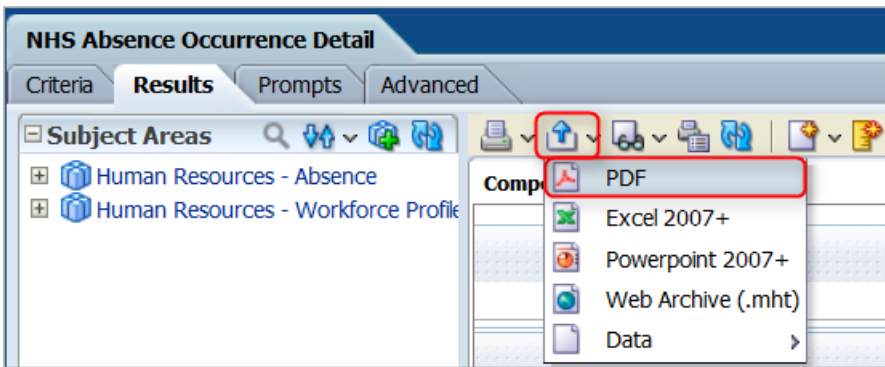 NHS Absence Occurrence Detail
Criteria Results Prompts Advanced
Subject Areas
Human Resources - Absence
Human Resources - Workforce Profile
Compo
PDF
Excel 2007+
Powerpoint 2007+
Web Archive (.mht)
Data